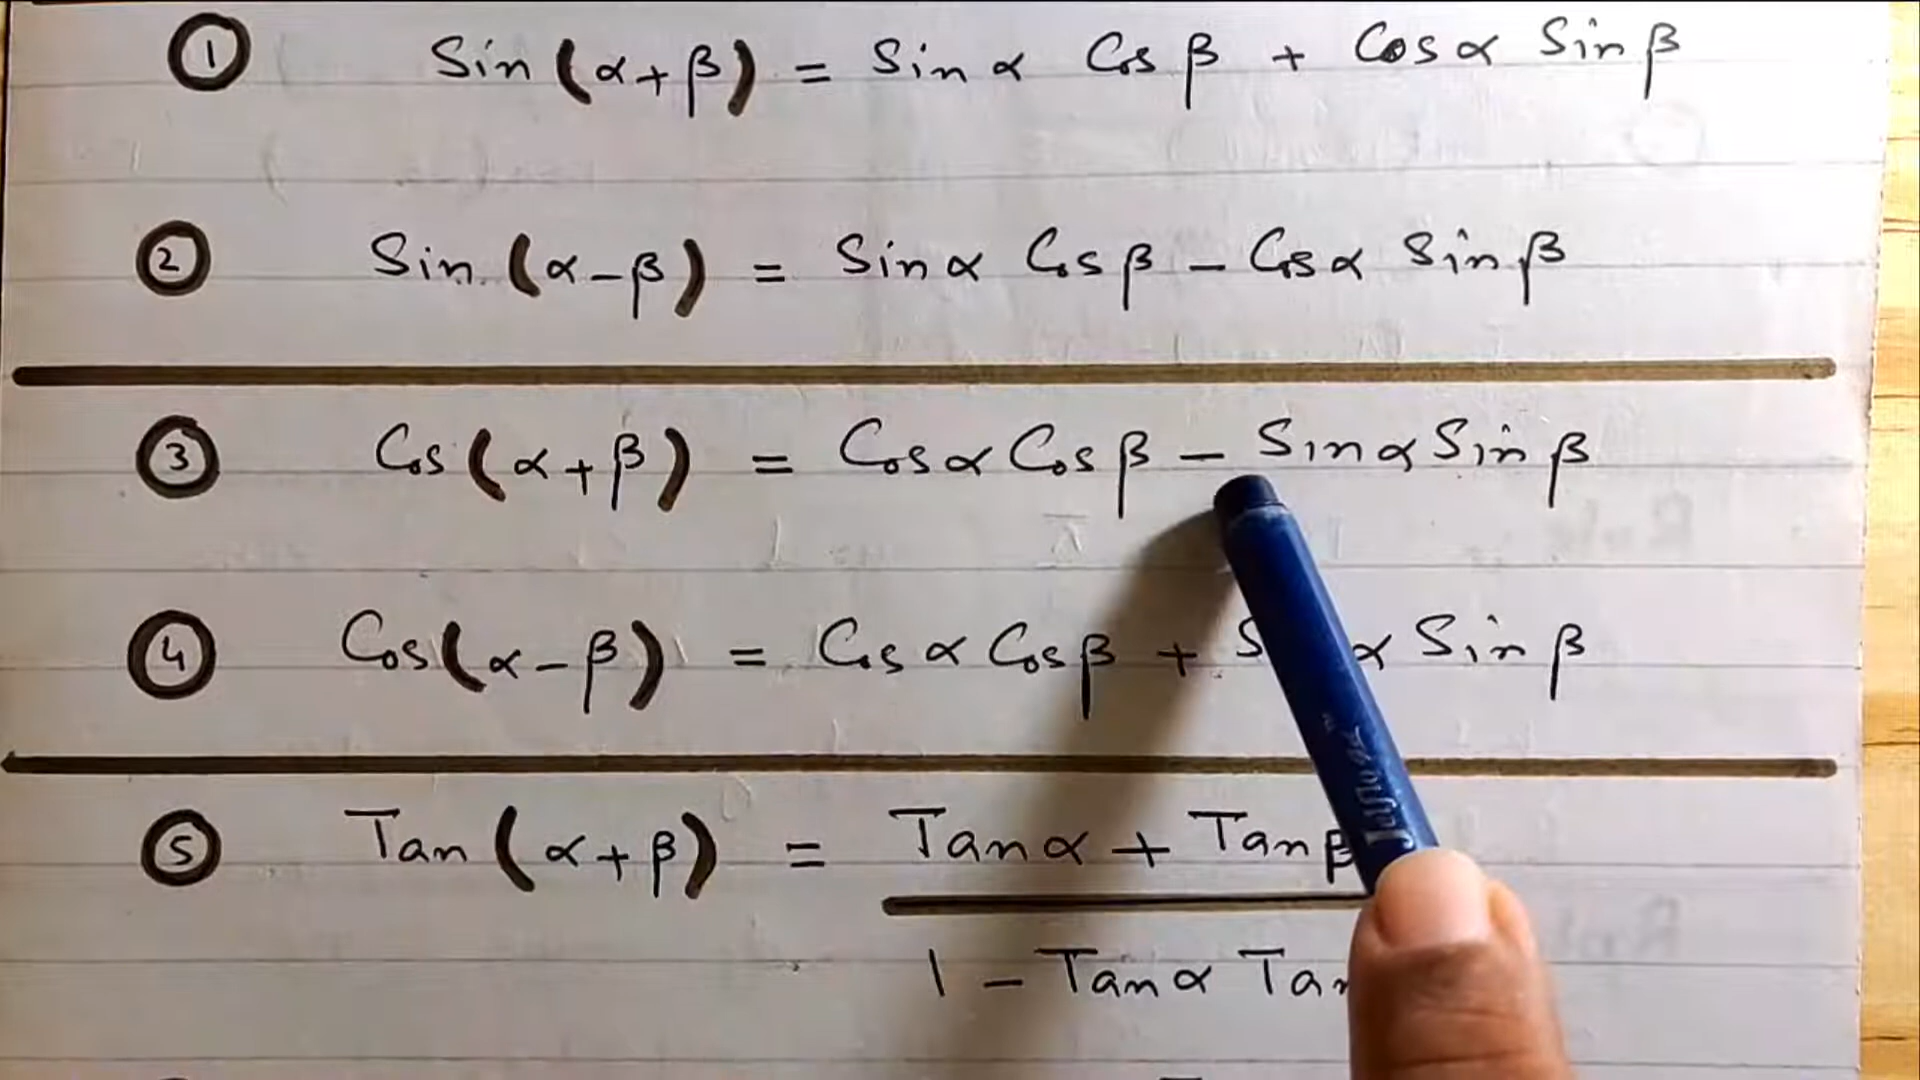 1 Sin (α+β) = Sin α Cos β + Cos α Sin β
2 Sin (α-β) = Sin α Cos β - Cos α Sin β
3 Cos (α+β) = Cos α Cos β - Sin α Sin β
4 Cos (α-β) = Cos α Cos β + α Sin β
5 Tan (α+β) = Tan α + Tan β
1 - Tan α